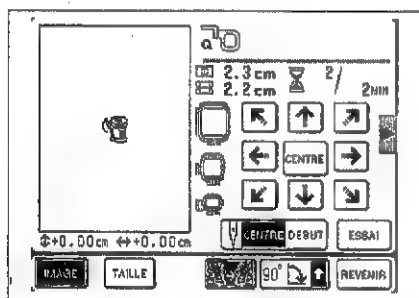 2.3cm 2/
2.2cm 2MIN
CENTRE
+0.00cm +0.00cm
CENTRE DEBUT ESSAI
IMAGE TAILLE 90° REVENIR